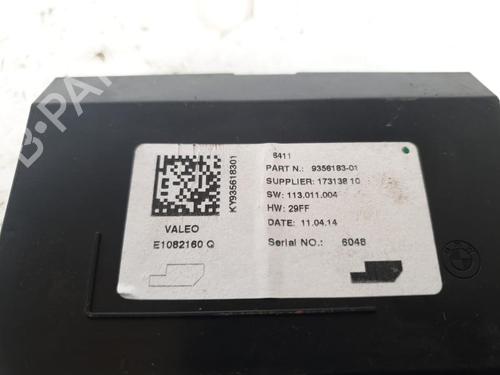 KY935618301
VALEO
E1082160 Q
6411
PART N.: 9356183-01
SUPPLIER: 173138 10
SW: 113.011.004
HW: 29FF
DATE: 11.04.14
Serial NO.: 6048
B-PARTS